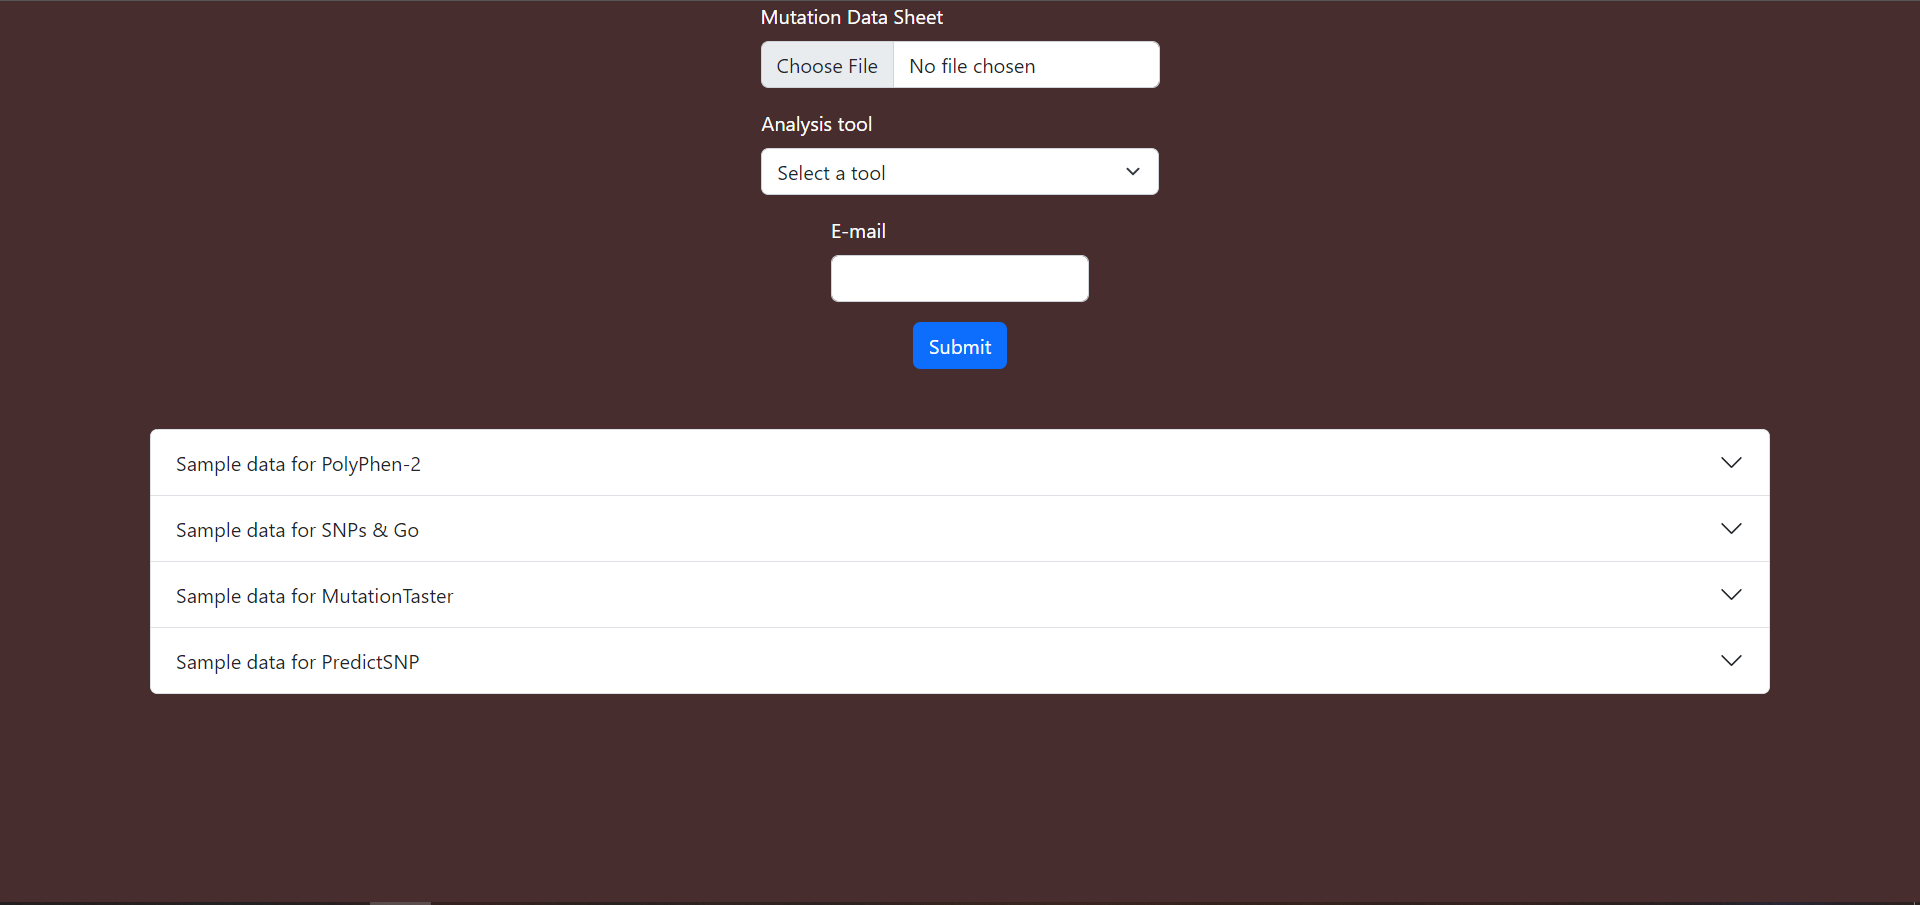 Mutation Data Sheet
Choose File No file chosen
Analysis tool
Select a tool
E-mail
Submit
Sample data for PolyPhen-2
Sample data for SNPs & Go
Sample data for MutationTaster
Sample data for PredictSNP